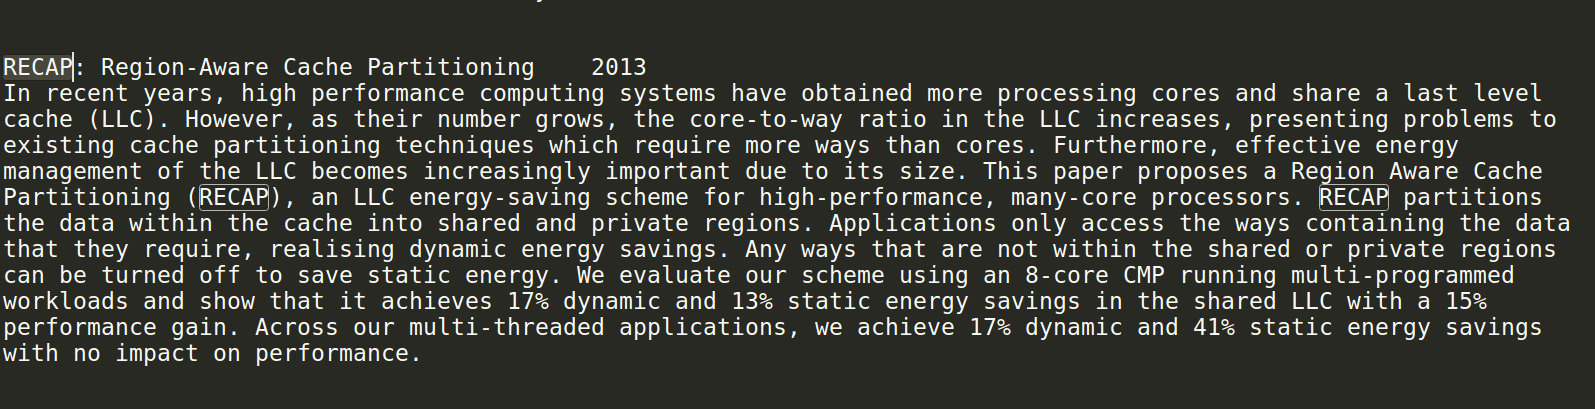 RECAP: Region-Aware Cache Partitioning    2013
In recent years, high performance computing systems have obtained more processing cores and share a last level
cache (LLC). However, as their number grows, the core-to-way ratio in the LLC increases, presenting problems to
existing cache partitioning techniques which require more ways than cores. Furthermore, effective energy
management of the LLC becomes increasingly important due to its size. This paper proposes a Region Aware Cache
Partitioning (RECAP), an LLC energy-saving scheme for high-performance, many-core processors. RECAP partitions
the data within the cache into shared and private regions. Applications only access the ways containing the data
that they require, realising dynamic energy savings. Any ways that are not within the shared or private regions
can be turned off to save static energy. We evaluate our scheme using an 8-core CMP running multi-programmed
workloads and show that it achieves 17% dynamic and 13% static energy savings in the shared LLC with a 15%
performance gain. Across our multi-threaded applications, we achieve 17% dynamic and 41% static energy savings
with no impact on performance.